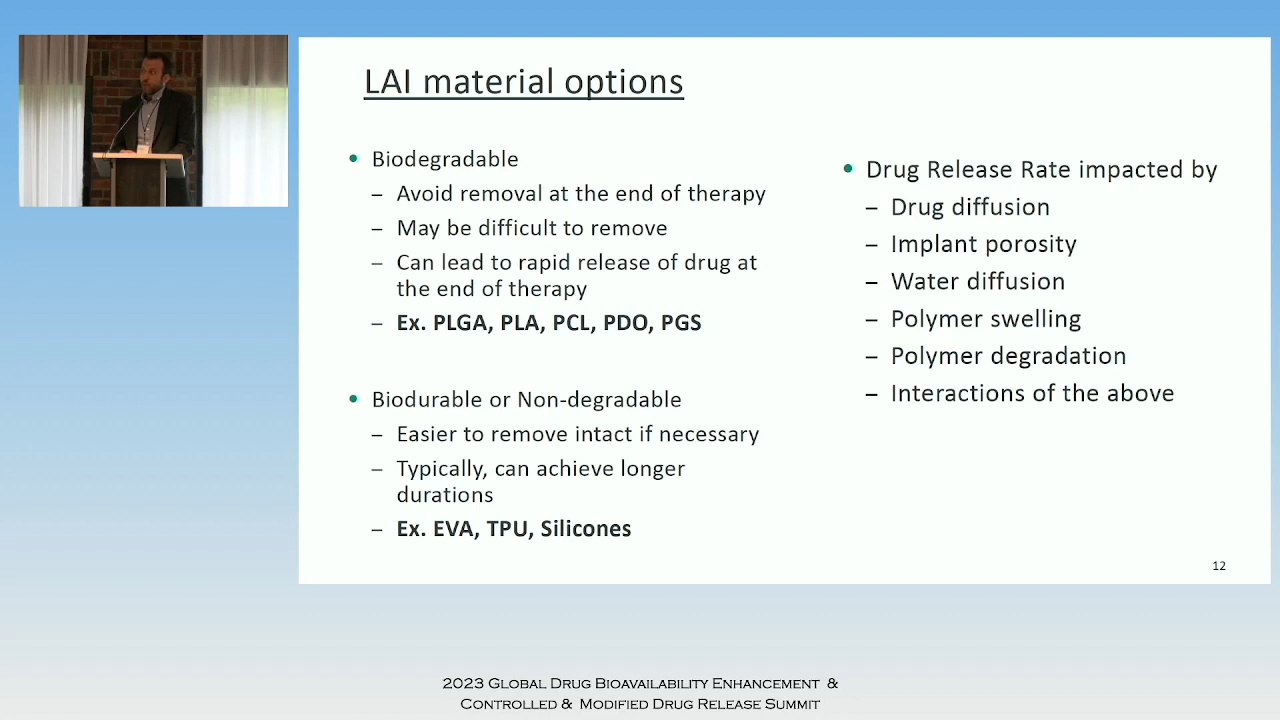 LAI material options
• Biodegradable
– Avoid removal at the end of therapy
– May be difficult to remove
– Can lead to rapid release of drug at
the end of therapy
– Ex. PLGA, PLA, PCL, PDO, PGS
• Biodurable or Non-degradable
– Easier to remove intact if necessary
– Typically, can achieve longer
durations
– Ex. EVA, TPU, Silicones
• Drug Release Rate impacted by
– Drug diffusion
– Implant porosity
– Water diffusion
– Polymer swelling
– Polymer degradation
– Interactions of the above
12
2023 Global Drug Bioavailability Enhancement &
Controlled & Modified Drug Release Summit